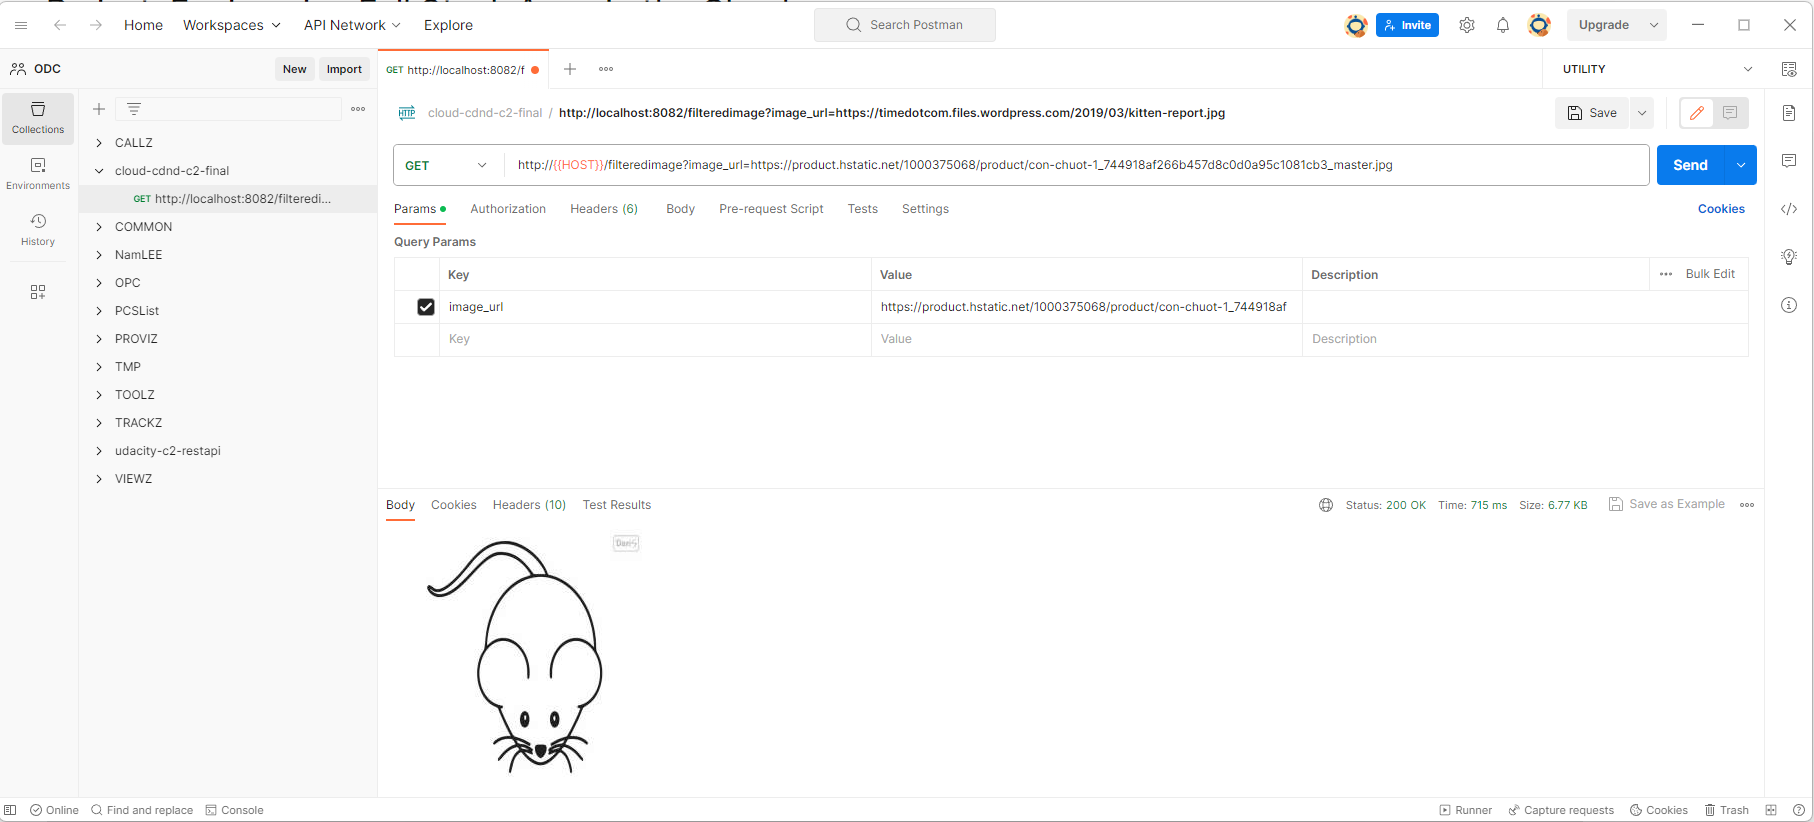 Home Workspaces API Network Explore Search Postman Invite Upgrade
ODC New Import GET http://localhost:8082/f UTILITY
cloud-cdnd-c2-final / http://localhost:8082/filteredimage?image_url=https://timedotcom.files.wordpress.com/2019/03/kitten-report.jpg Save
Collections
Environments
History
CALLZ
cloud-cdnd-c2-final
GET http://localhost:8082/filteredi...
COMMON
NamLEE
OPC
PCSList
PROVIZ
TMP
TOOLZ
TRACKZ
udacity-c2-restapi
VIEWZ
GET http://{{HOST}}/filteredimage?image_url=https://product.hstatic.net/1000375068/product/con-chuot-1_744918af266b457d8c0d0a95c1081cb3_master.jpg Send
Params Authorization Headers (6) Body Pre-request Script Tests Settings Cookies
Query Params
Key Value Description Bulk Edit
image_url https://product.hstatic.net/1000375068/product/con-chuot-1_744918af
Key Value Description
Body Cookies Headers (10) Test Results Status: 200 OK Time: 715 ms Size: 6.77 KB Save as Example
Online Find and replace Console Runner Capture requests Cookies Trash